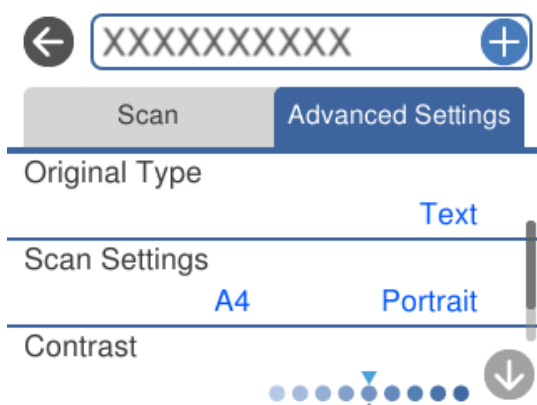 XXXXXXXXXX
Scan Advanced Settings
Original Type
Text
Scan Settings
A4 Portrait
Contrast